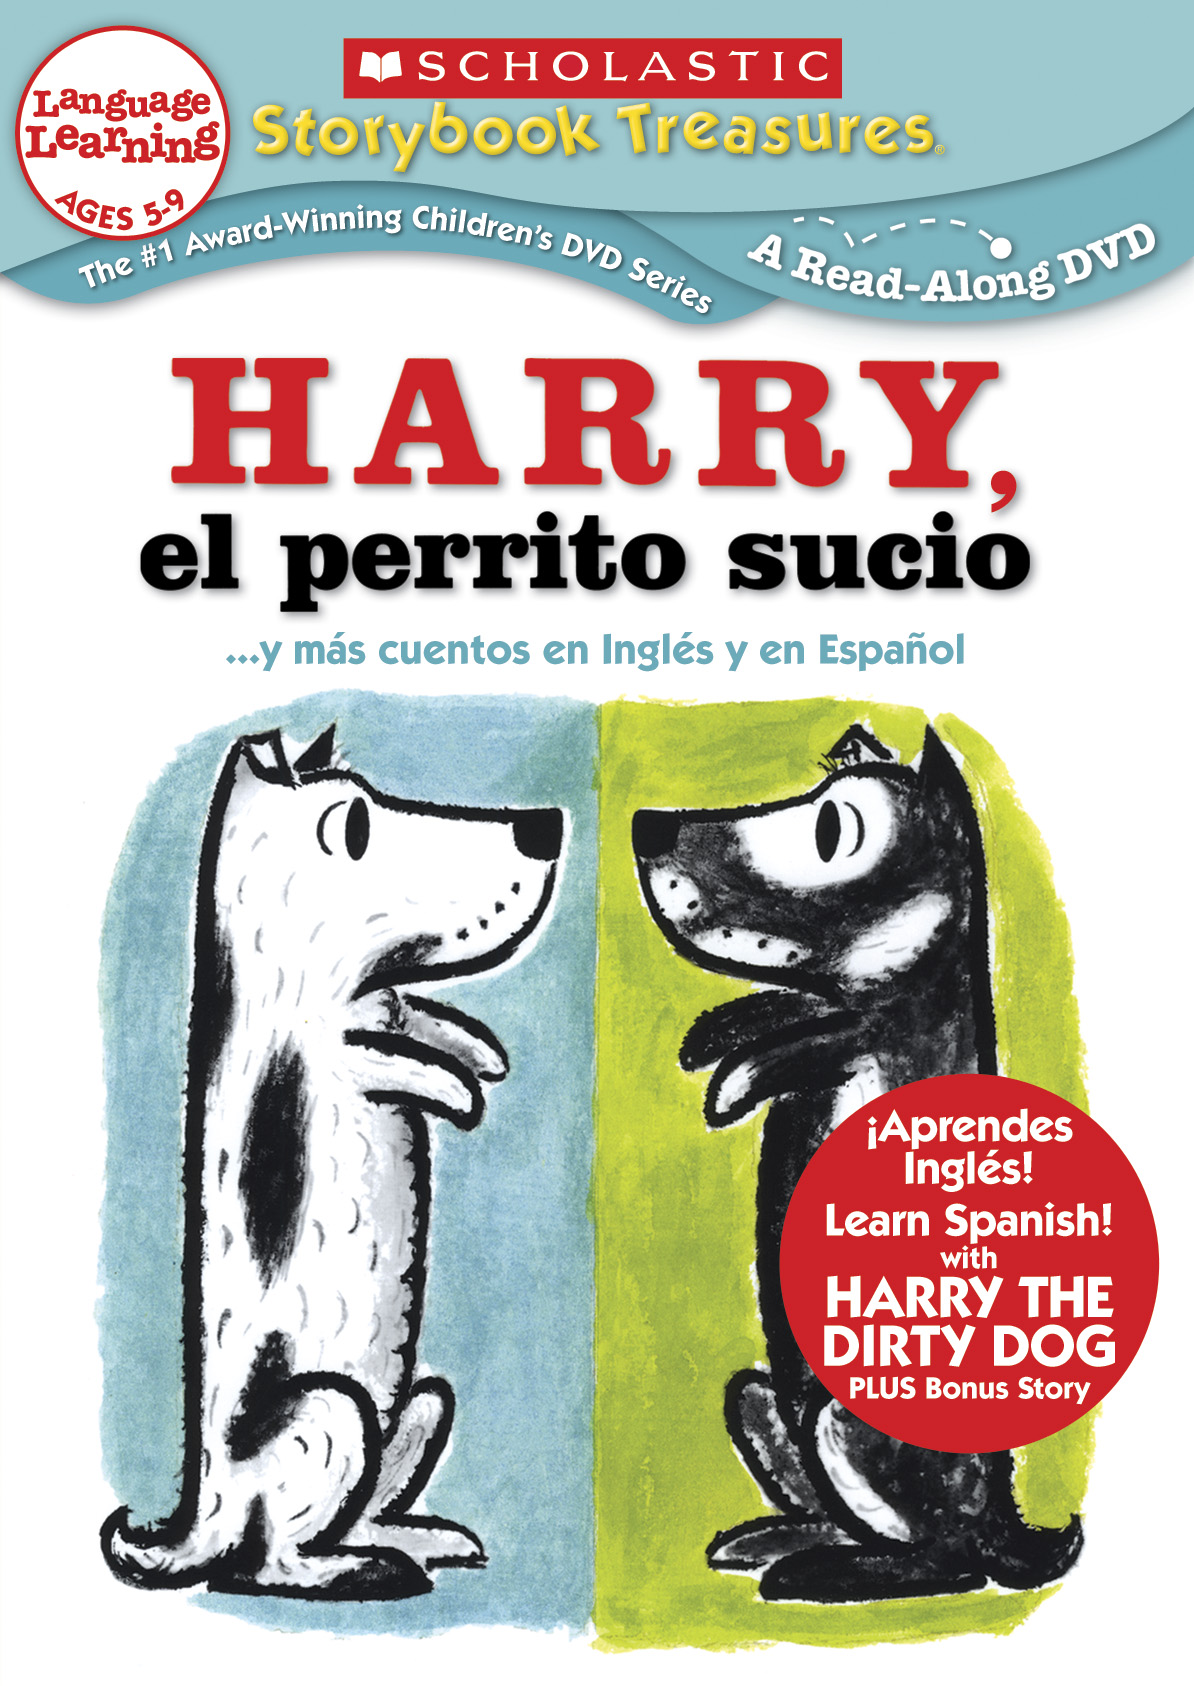 Language
Learning
AGES 5-9
SCHOLASTIC
Storybook Treasures®
The #1 Award-Winning Children's DVD Series
A Read-Along DVD
HARRY,
el perrito sucio
...y más cuentos en Inglés y en Español
¡Aprendes
Inglés!
Learn Spanish!
with
HARRY THE
DIRTY DOG
PLUS Bonus Story